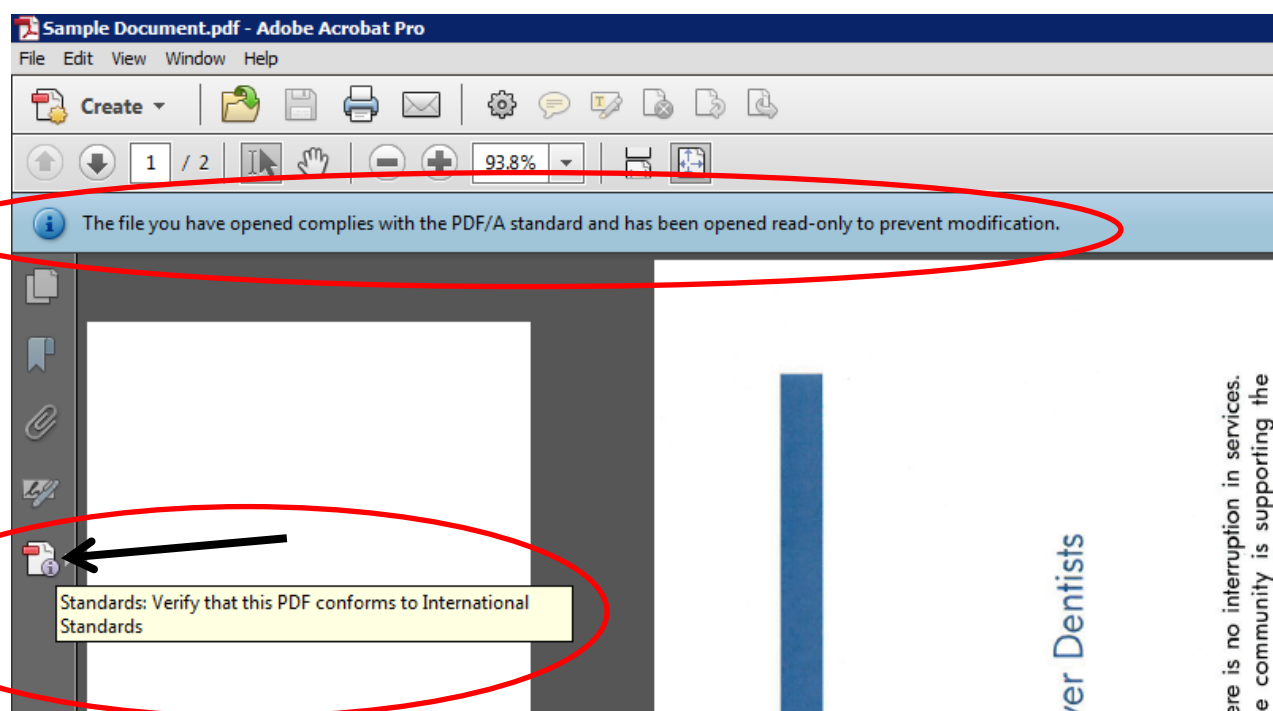 Sample Document.pdf - Adobe Acrobat Pro
File Edit View Window Help
Create
1 / 2 93.8%
The file you have opened complies with the PDF/A standard and has been opened read-only to prevent modification.
Standards: Verify that this PDF conforms to International
Standards
Dentists
is no interruption in services.
community is supporting the